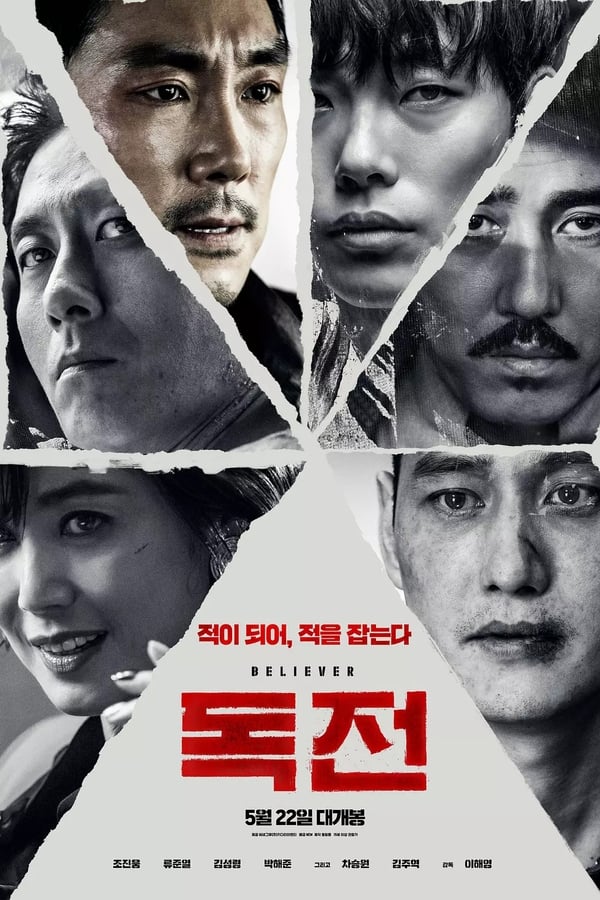 적이 되어, 적을 잡는다
BELIEVER
독전
5월 22일 대개봉
조진웅 류준열 김성령 박해준 그리고 차승원 김주혁 감독 이해영